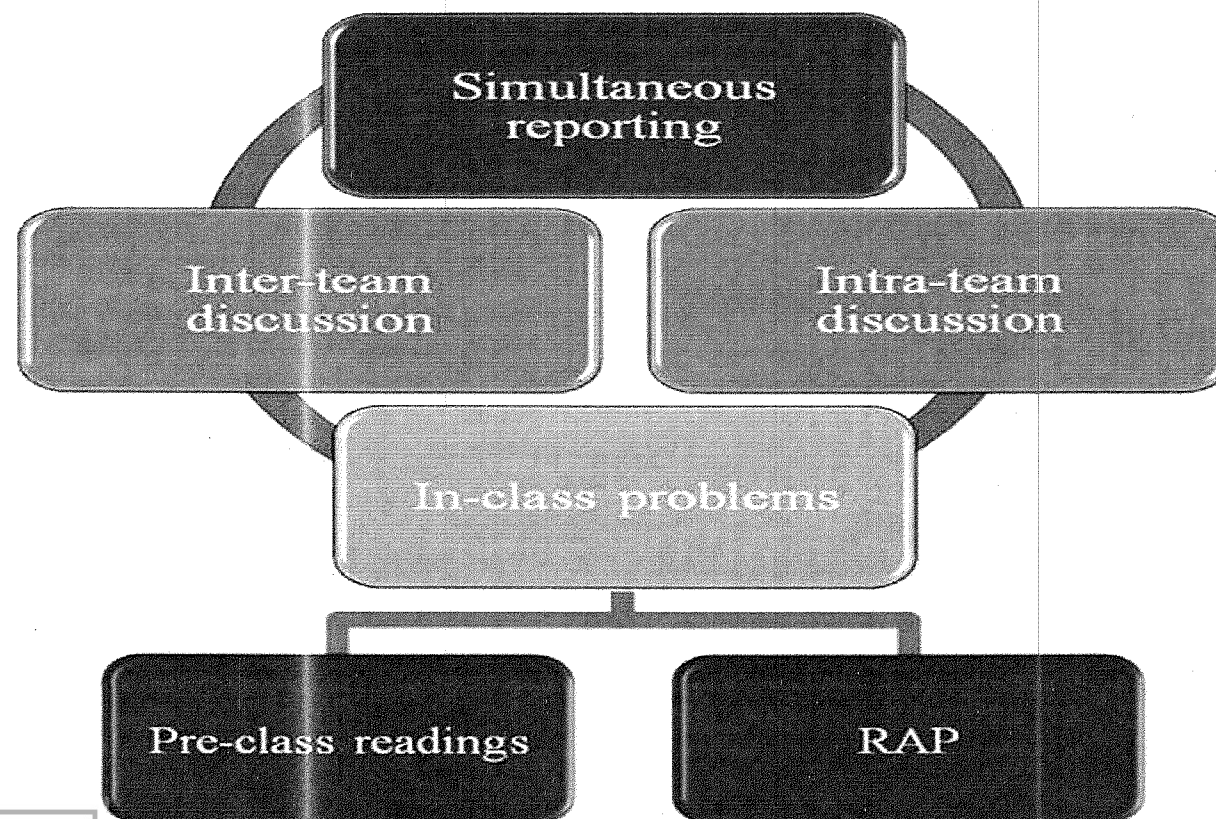 Simultaneous
reporting
Inter-team
discussion
Intra-team
discussion
In-class problems
Pre-class readings
RAP